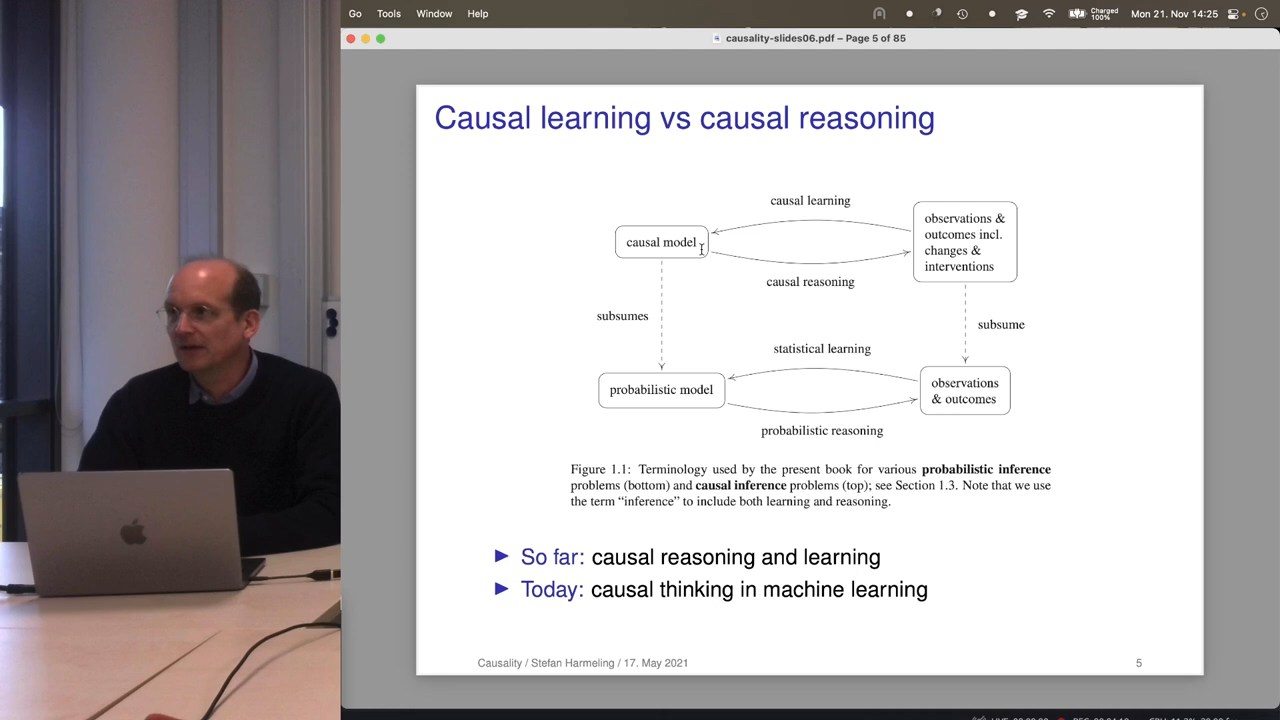 Go Tools Window Help
Charged
100%
Mon 21. Nov 14:25
causality-slides06.pdf – Page 5 of 85
Causal learning vs causal reasoning
causal learning
observations &
outcomes incl.
changes &
interventions
causal model
causal reasoning
subsumes
subsume
statistical learning
probabilistic model
observations
& outcomes
probabilistic reasoning
Figure 1.1: Terminology used by the present book for various probabilistic inference
problems (bottom) and causal inference problems (top); see Section 1.3. Note that we use
the term “inference” to include both learning and reasoning.
So far: causal reasoning and learning
Today: causal thinking in machine learning
Causality / Stefan Harmeling / 17. May 2021
5